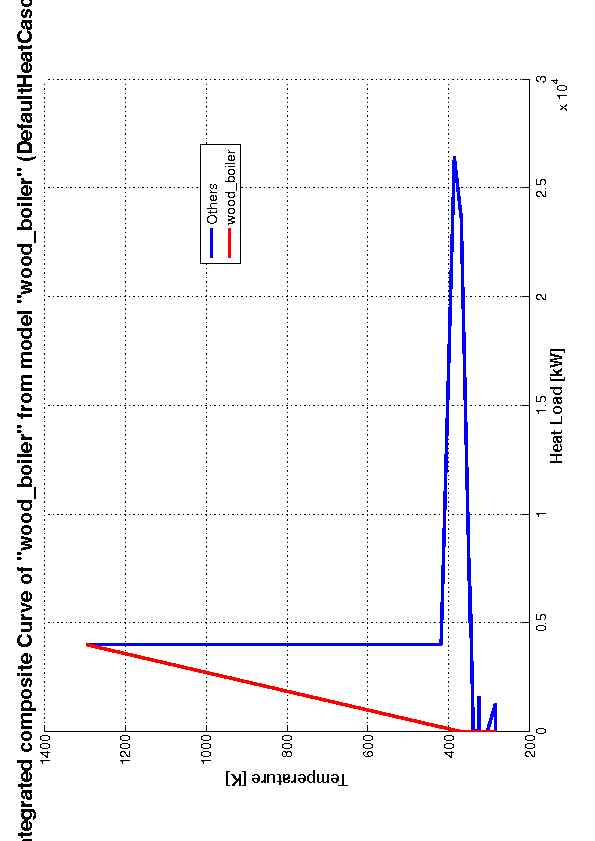 ntegrated composite Curve of "wood_boiler" from model "wood_boiler" (DefaultHeatCasc
1400
1200
1000
800
600
400
200
Temperature [K]
0
0.5
1
1.5
2
2.5
3
x 10^4
Heat Load [kW]
Others
wood_boiler